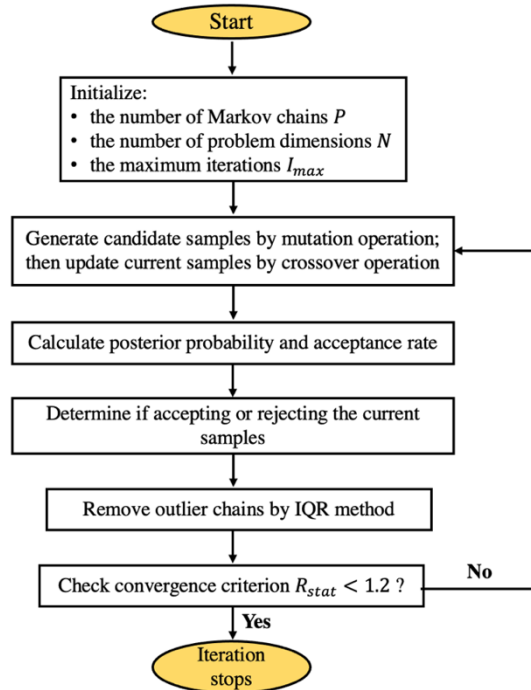 Start
Initialize:
• the number of Markov chains P
• the number of problem dimensions N
• the maximum iterations I_max
Generate candidate samples by mutation operation;
then update current samples by crossover operation
Calculate posterior probability and acceptance rate
Determine if accepting or rejecting the current
samples
Remove outlier chains by IQR method
Check convergence criterion R_stat < 1.2 ?
No
Yes
Iteration
stops